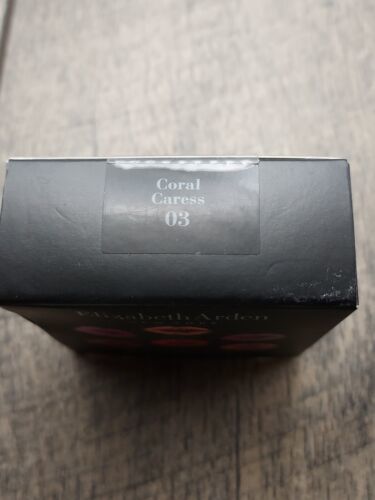 Coral
Caress
03
Elizabeth Arden